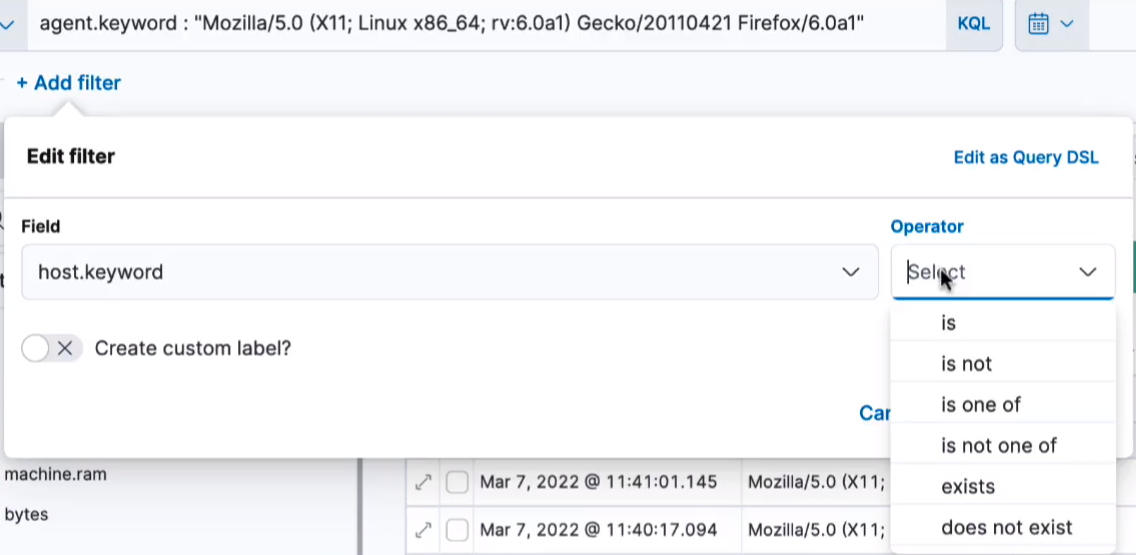 agent.keyword : "Mozilla/5.0 (X11; Linux x86_64; rv:6.0a1) Gecko/20110421 Firefox/6.0a1" KQL
+ Add filter
Edit filter Edit as Query DSL
Field Operator
host.keyword Select
is
Create custom label?
is not
is one of
is not one of
machine.ram Mar 7, 2022 @ 11:41:01.145 Mozilla/5.0 (X11; exists
bytes Mar 7, 2022 @ 11:40:17.094 Mozilla/5.0 (X11; does not exist